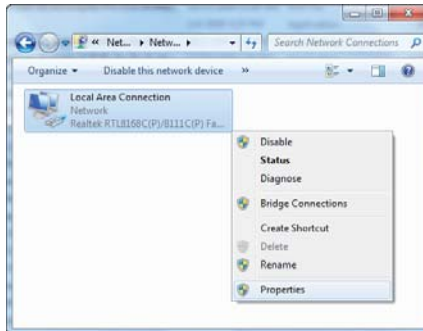 « Net... ▸ Netw... ▸
Search Network Connections
Organize ▾ Disable this network device »
Local Area Connection
Network
Realtek RTL8168C(P)/8111C(P) Fa...
Disable
Status
Diagnose
Bridge Connections
Create Shortcut
Delete
Rename
Properties